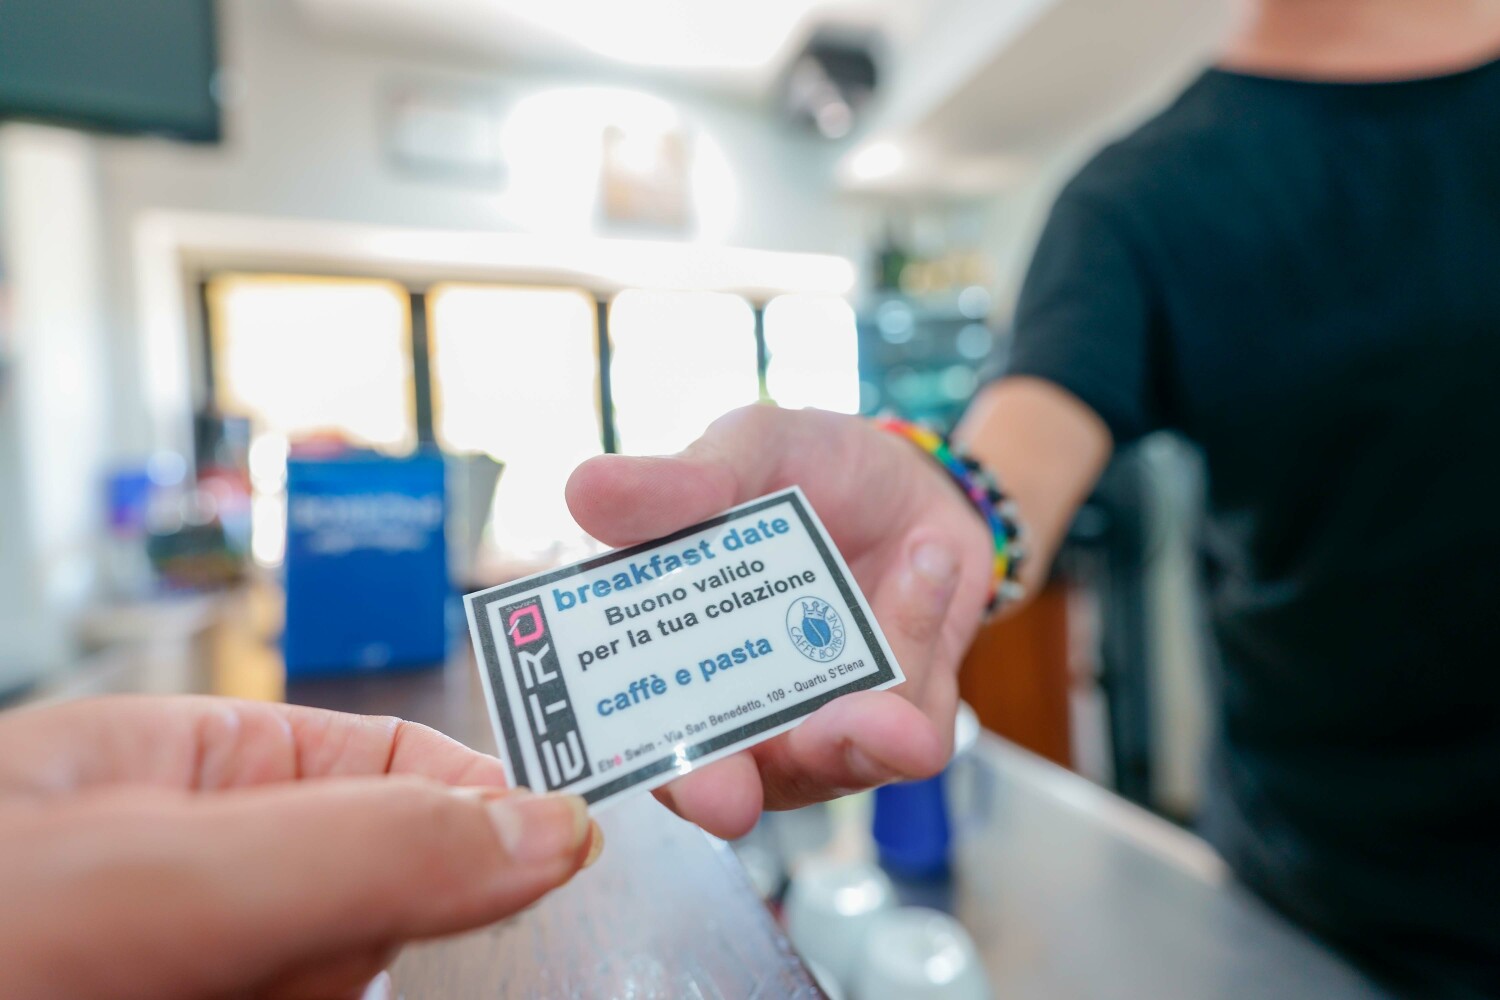 breakfast date
Buono valido
per la tua colazione
caffè e pasta
Etrò Swim - Via San Benedetto, 109 - Quartu S'Elena
ETRO
SWIM
CAFFÈ BORBONE